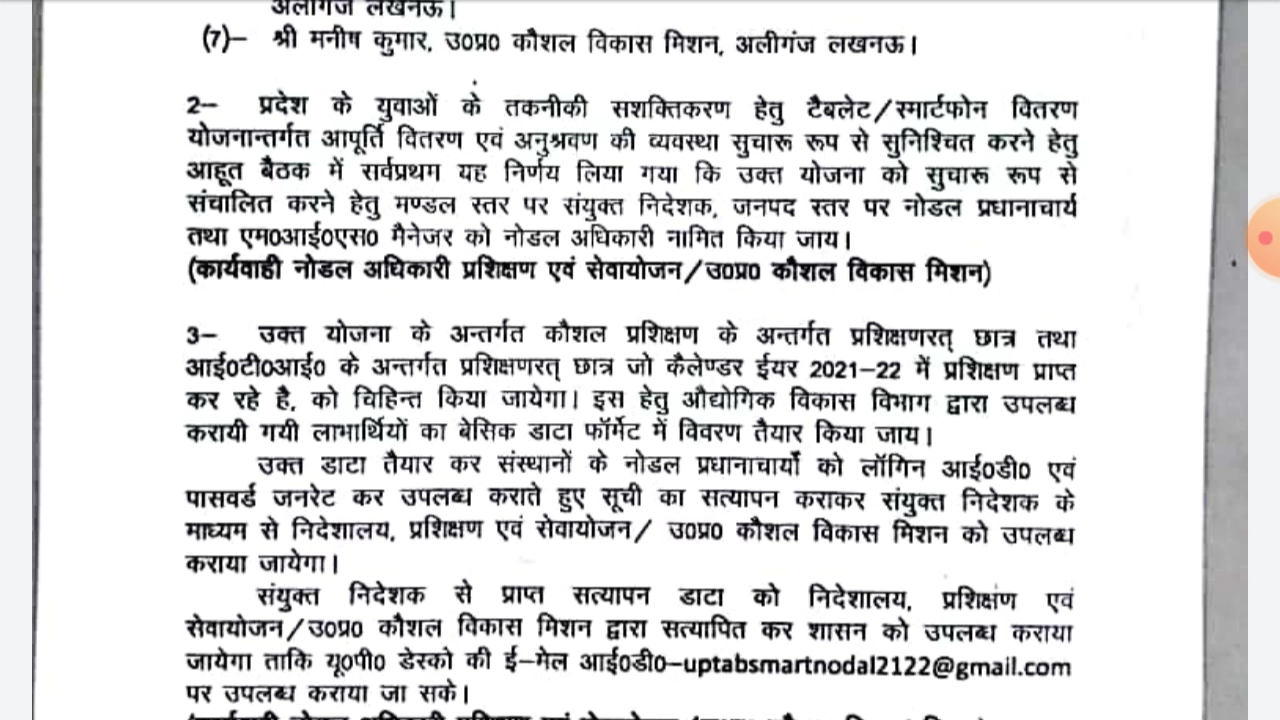 अलीगंज लखनऊ।
(7)– श्री मनीष कुमार, उ0प्र0 कौशल विकास मिशन, अलीगंज लखनऊ।
2– प्रदेश के युवाओं के तकनीकी सशक्तिकरण हेतु टैबलेट/स्मार्टफोन वितरण
योजनान्तर्गत आपूर्ति वितरण एवं अनुश्रवण की व्यवस्था सुचारू रूप से सुनिश्चित करने हेतु
आहूत बैठक में सर्वप्रथम यह निर्णय लिया गया कि उक्त योजना को सुचारू रूप से
संचालित करने हेतु मण्डल स्तर पर संयुक्त निदेशक, जनपद स्तर पर नोडल प्रधानाचार्य
तथा एम0आई0एस0 मैनेजर को नोडल अधिकारी नामित किया जाय।
(कार्यवाही नोडल अधिकारी प्रशिक्षण एवं सेवायोजन/उ0प्र0 कौशल विकास मिशन)
3– उक्त योजना के अन्तर्गत कौशल प्रशिक्षण के अन्तर्गत प्रशिक्षणरत् छात्र तथा
आई0टी0आई0 के अन्तर्गत प्रशिक्षणरत् छात्र जो कैलेण्डर ईयर 2021–22 में प्रशिक्षण प्राप्त
कर रहे है, को चिहिन्त किया जायेगा। इस हेतु औद्योगिक विकास विभाग द्वारा उपलब्ध
करायी गयी लाभार्थियों का बेसिक डाटा फॉर्मेट में विवरण तैयार किया जाय।
उक्त डाटा तैयार कर संस्थानों के नोडल प्रधानाचार्यों को लॉगिन आई0डी0 एवं
पासवर्ड जनरेट कर उपलब्ध कराते हुए सूची का सत्यापन कराकर संयुक्त निदेशक के
माध्यम से निदेशालय, प्रशिक्षण एवं सेवायोजन/ उ0प्र0 कौशल विकास मिशन को उपलब्ध
कराया जायेगा।
संयुक्त निदेशक से प्राप्त सत्यापन डाटा को निदेशालय, प्रशिक्षण एवं
सेवायोजन/उ0प्र0 कौशल विकास मिशन द्वारा सत्यापित कर शासन को उपलब्ध कराया
जायेगा ताकि यू0पी0 डेस्को की ई–मेल आई0डी0–uptabsmartnodal2122@gmail.com
पर उपलब्ध कराया जा सके।